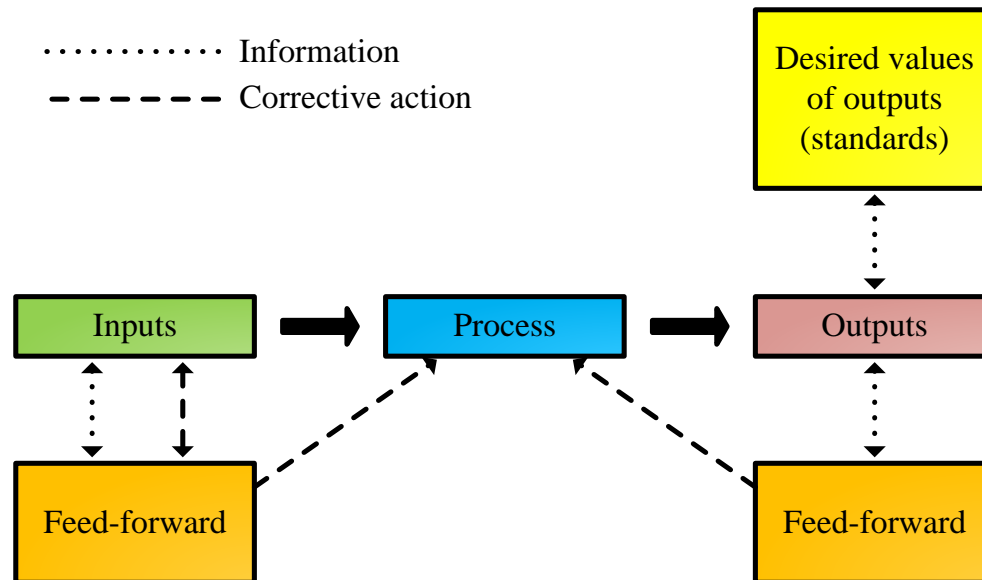 Information
Corrective action
Desired values
of outputs
(standards)
Inputs
Process
Outputs
Feed-forward
Feed-forward